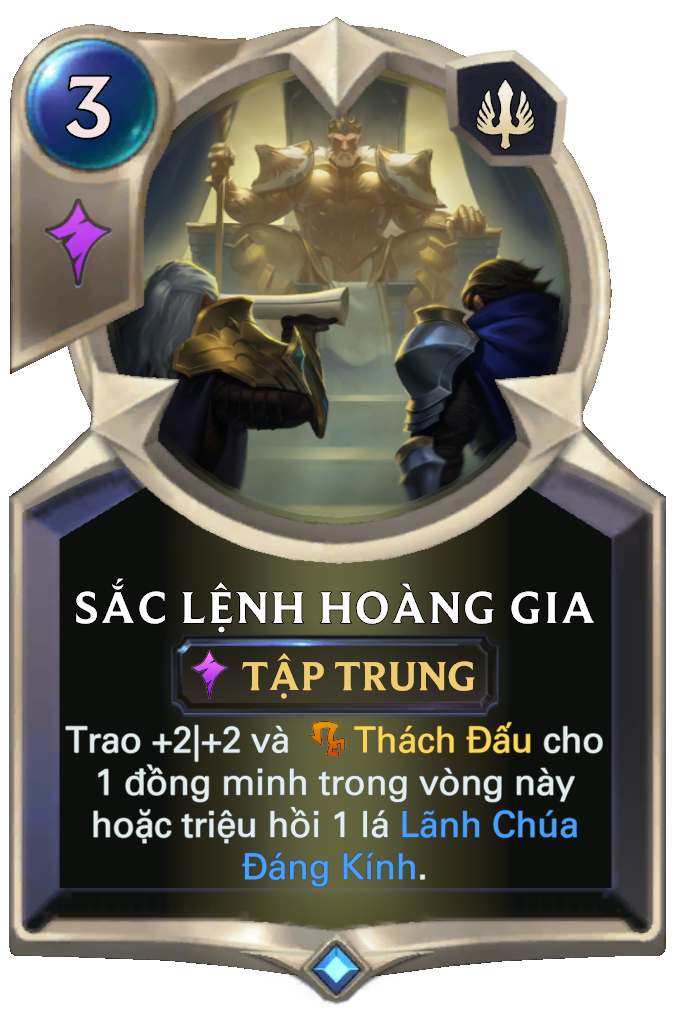 3
SẮC LỆNH HOÀNG GIA
TẬP TRUNG
Trao +2|+2 và Thách Đấu cho
1 đồng minh trong vòng này
hoặc triệu hồi 1 lá Lãnh Chúa
Đáng Kính.